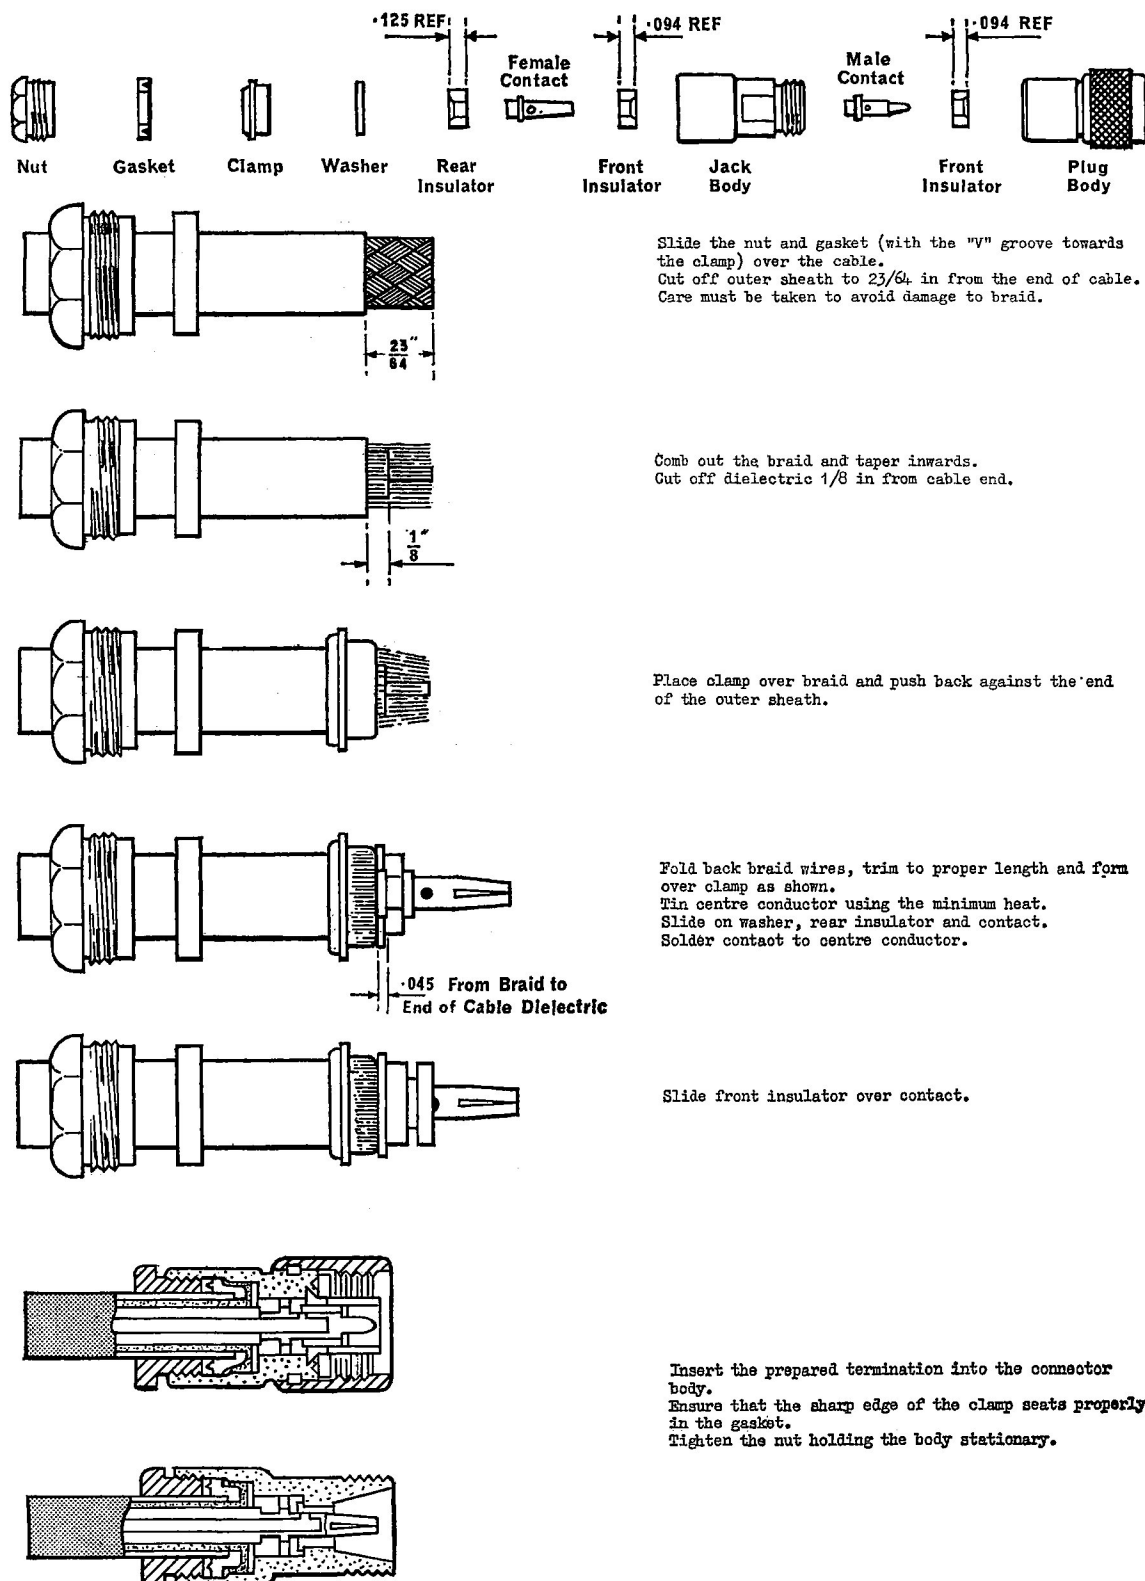 ·125 REF
·094 REF
·094 REF
Female
Contact
Male
Contact
Nut
Gasket
Clamp
Washer
Rear
Insulator
Front
Insulator
Jack
Body
Front
Insulator
Plug
Body
Slide the nut and gasket (with the "V" groove towards
the clamp) over the cable.
Cut off outer sheath to 23/64 in from the end of cable.
Care must be taken to avoid damage to braid.
23"
64
Comb out the braid and taper inwards.
Cut off dielectric 1/8 in from cable end.
1"
8
Place clamp over braid and push back against the end
of the outer sheath.
Fold back braid wires, trim to proper length and form
over clamp as shown.
Tin centre conductor using the minimum heat.
Slide on washer, rear insulator and contact.
Solder contact to centre conductor.
·045 From Braid to
End of Cable Dielectric
Slide front insulator over contact.
Insert the prepared termination into the connector
body.
Ensure that the sharp edge of the clamp seats properly
in the gasket.
Tighten the nut holding the body stationary.